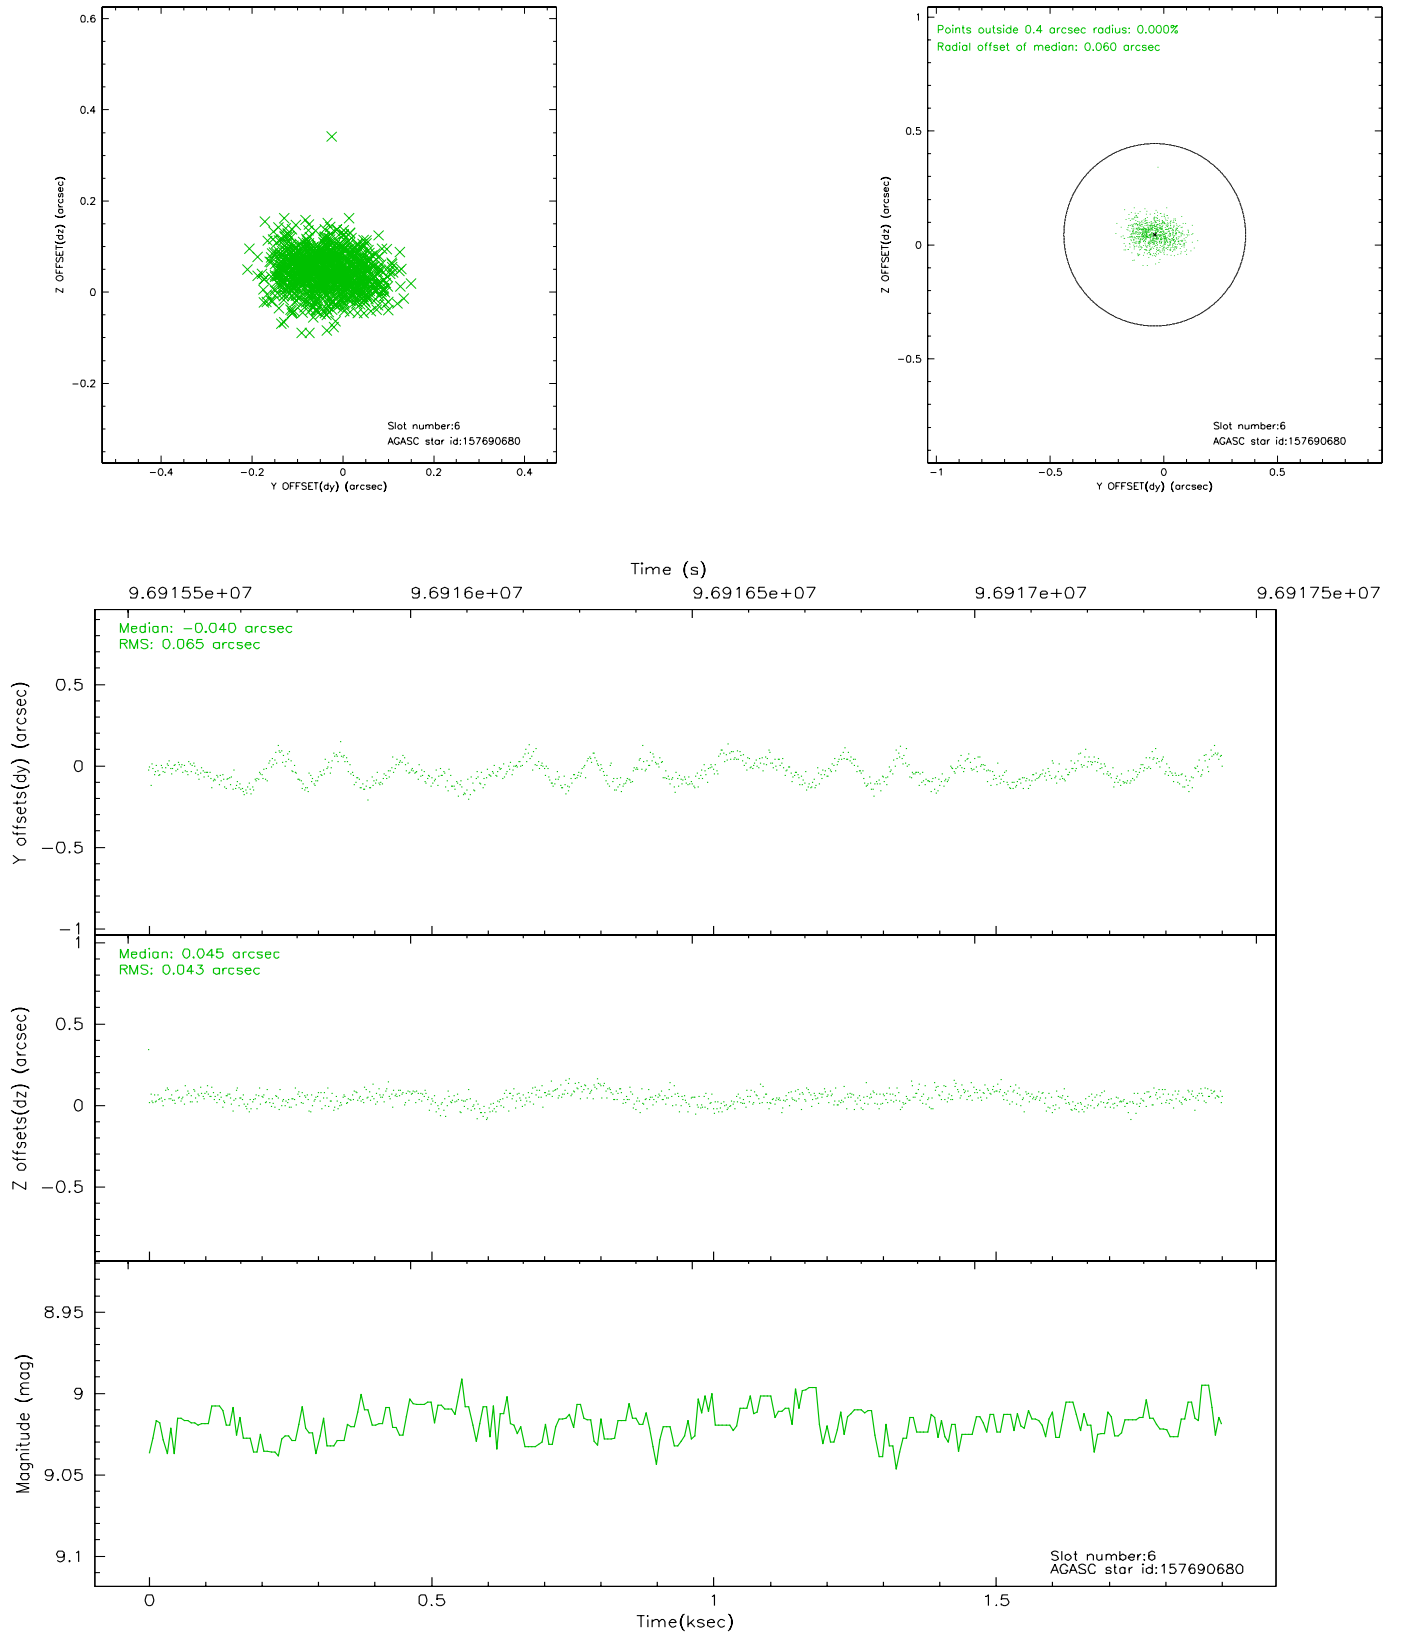 0.6
0.4
0.2
0
−0.2
Z OFFSET(dz) (arcsec)
Slot number:6
AGASC star id:157690680
−0.4 −0.2 0 0.2 0.4
Y OFFSET(dy) (arcsec)
Points outside 0.4 arcsec radius: 0.000%
Radial offset of median: 0.060 arcsec
1
0.5
0
−0.5
Z OFFSET(dz) (arcsec)
Slot number:6
AGASC star id:157690680
−1 −0.5 0 0.5
Y OFFSET(dy) (arcsec)
Time (s)
9.69155e+07 9.6916e+07 9.69165e+07 9.6917e+07 9.69175e+07
Median: −0.040 arcsec
RMS: 0.065 arcsec
0.5
0
−0.5
−1
Y offsets(dy) (arcsec)
Median: 0.045 arcsec
RMS: 0.043 arcsec
1
0.5
0
−0.5
Z offsets(dz) (arcsec)
8.95
9
9.05
9.1
Magnitude (mag)
Slot number:6
AGASC star id:157690680
0 0.5 1 1.5
Time(ksec)